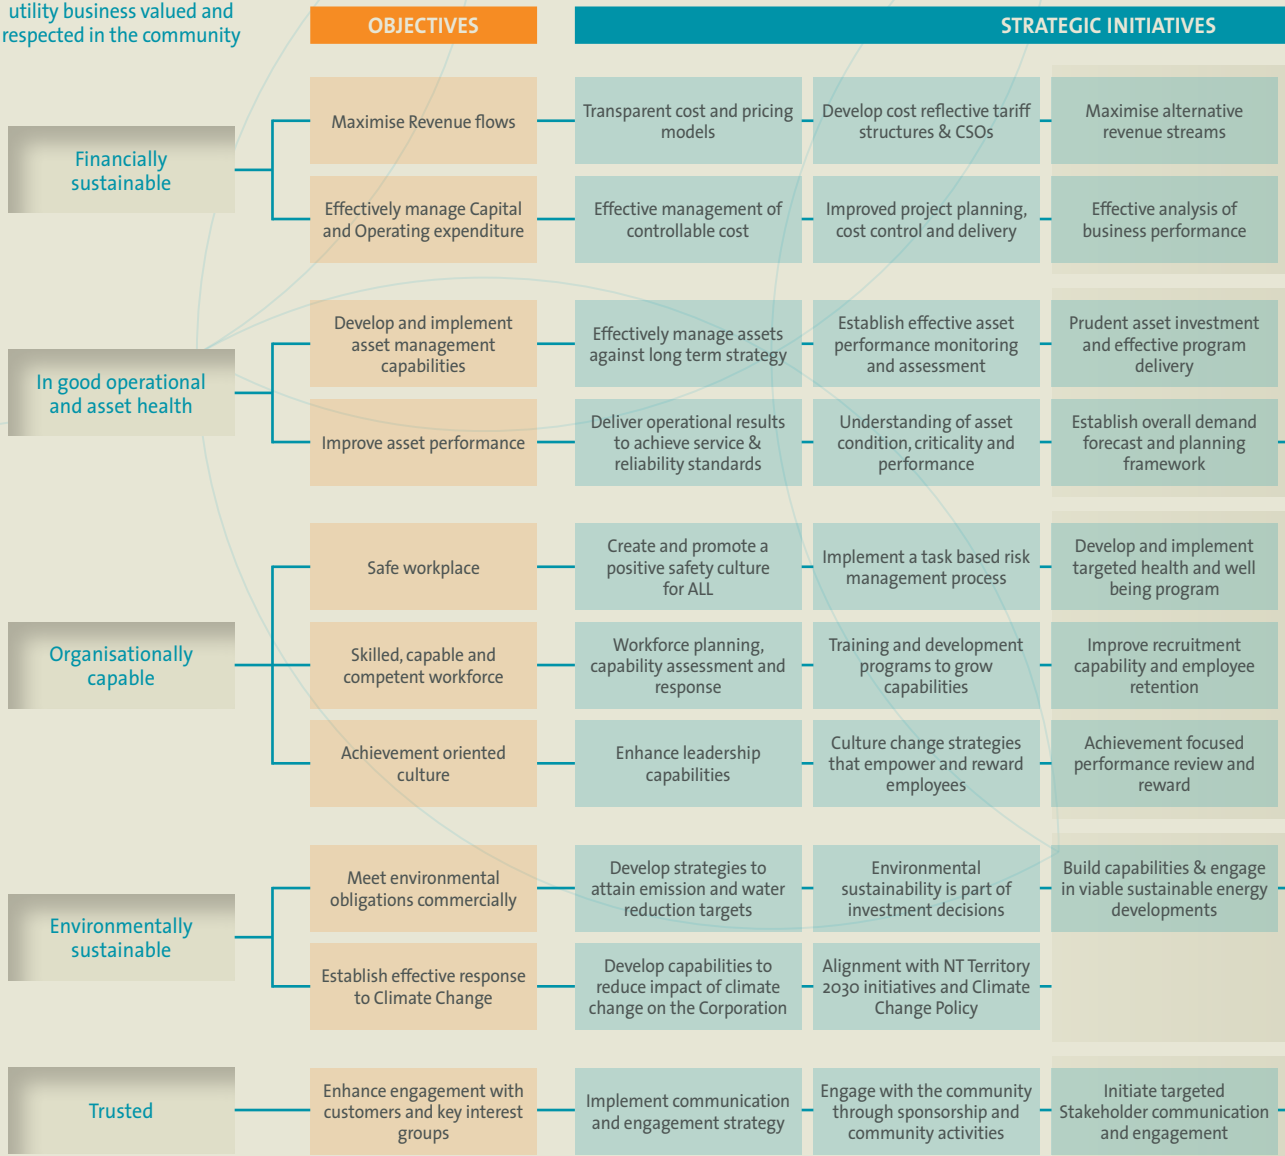 utility business valued and
respected in the community
OBJECTIVES
STRATEGIC INITIATIVES
Financially
sustainable
Maximise Revenue flows
Transparent cost and pricing
models
Develop cost reflective tariff
structures & CSOs
Maximise alternative
revenue streams
Effectively manage Capital
and Operating expenditure
Effective management of
controllable cost
Improved project planning,
cost control and delivery
Effective analysis of
business performance
In good operational
and asset health
Develop and implement
asset management
capabilities
Effectively manage assets
against long term strategy
Establish effective asset
performance monitoring
and assessment
Prudent asset investment
and effective program
delivery
Improve asset performance
Deliver operational results
to achieve service &
reliability standards
Understanding of asset
condition, criticality and
performance
Establish overall demand
forecast and planning
framework
Organisationally
capable
Safe workplace
Create and promote a
positive safety culture
for ALL
Implement a task based risk
management process
Develop and implement
targeted health and well
being program
Skilled, capable and
competent workforce
Workforce planning,
capability assessment and
response
Training and development
programs to grow
capabilities
Improve recruitment
capability and employee
retention
Achievement oriented
culture
Enhance leadership
capabilities
Culture change strategies
that empower and reward
employees
Achievement focused
performance review and
reward
Environmentally
sustainable
Meet environmental
obligations commercially
Develop strategies to
attain emission and water
reduction targets
Environmental
sustainability is part of
investment decisions
Build capabilities & engage
in viable sustainable energy
developments
Establish effective response
to Climate Change
Develop capabilities to
reduce impact of climate
change on the Corporation
Alignment with NT Territory
2030 initiatives and Climate
Change Policy
Trusted
Enhance engagement with
customers and key interest
groups
Implement communication
and engagement strategy
Engage with the community
through sponsorship and
community activities
Initiate targeted
Stakeholder communication
and engagement